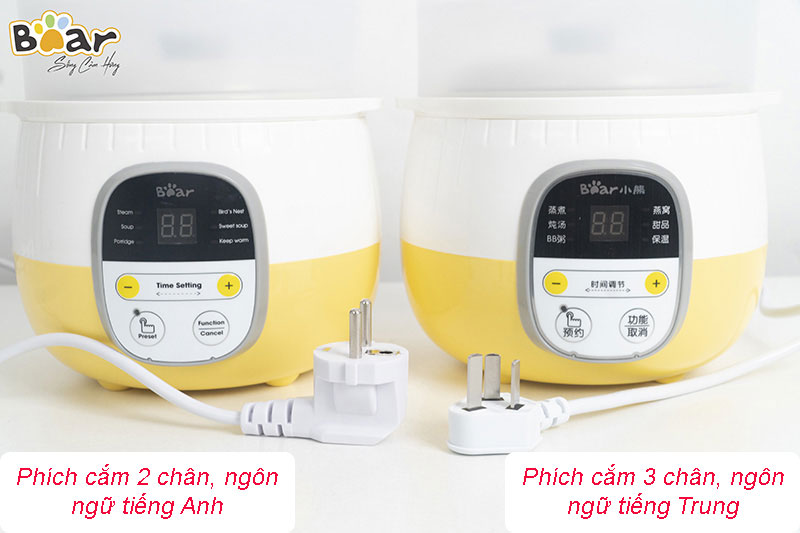 Bear
Sống Cảm Hứng
Bear
Steam
Soup
Porridge
88
Bird's Nest
Sweet soup
Keep warm
Time Setting
Preset
Function
Cancel
Bear小熊
蒸煮
炖汤
BB粥
88
燕窝
甜品
保温
时间调节
预约
功能
取消
Phích cắm 2 chân, ngôn
ngữ tiếng Anh
Phích cắm 3 chân, ngôn
ngữ tiếng Trung